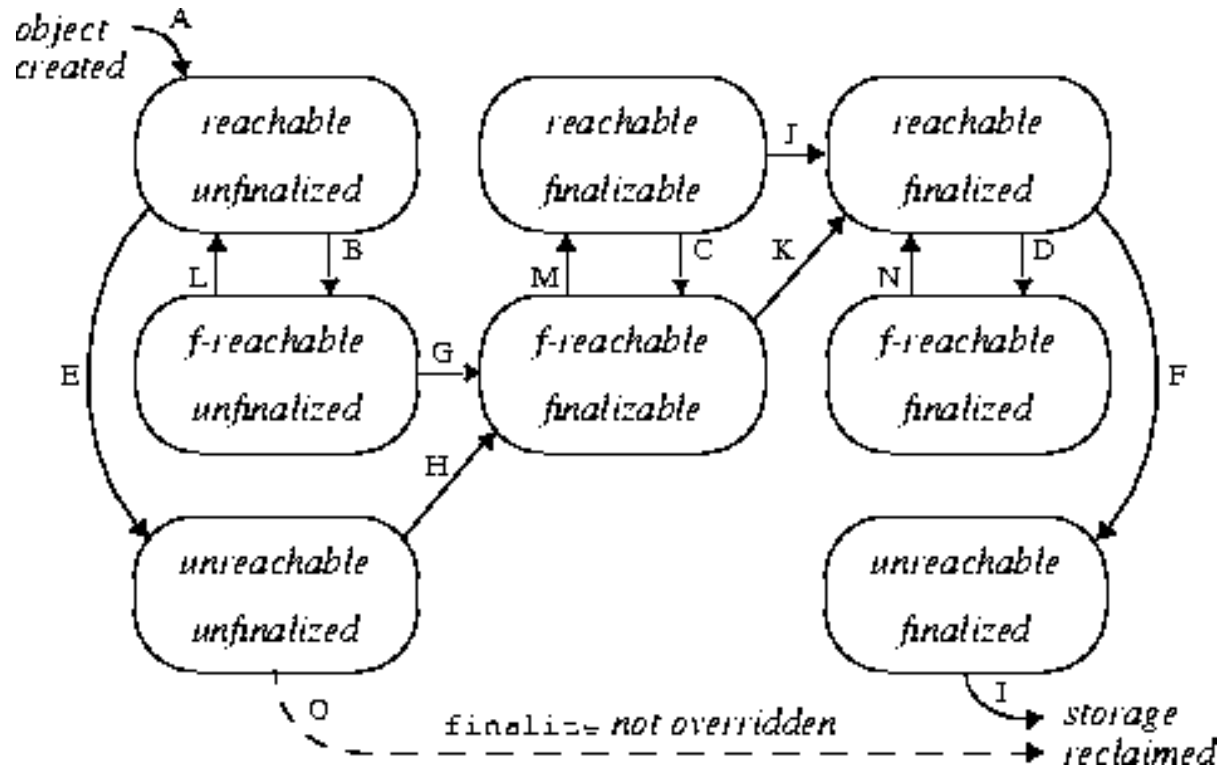 object
created
A
reachable
unfinalized
reachable
finalizable
J
reachable
finalized
L
B
M
C
K
N
D
E
f-reachable
unfinalized
G
f-reachable
finalizable
f-reachable
finalized
F
H
unreachable
unfinalized
unreachable
finalized
O
finalize not overridden
I
storage
reclaimed